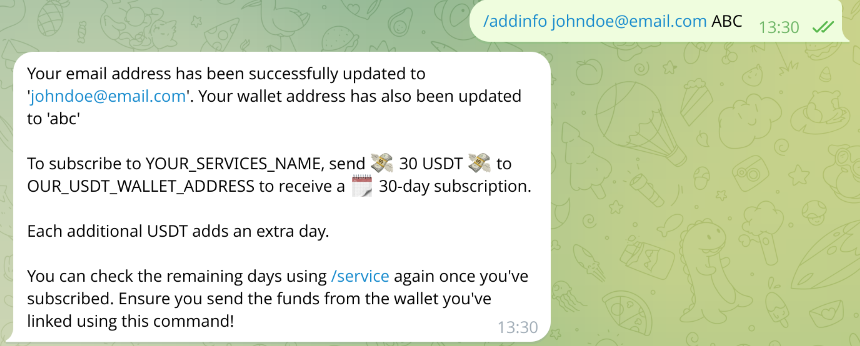 /addinfo johndoe@email.com ABC
13:30
Your email address has been successfully updated to
'johndoe@email.com'. Your wallet address has also been updated
to 'abc'
To subscribe to YOUR_SERVICES_NAME, send 💸 30 USDT 💸 to
OUR_USDT_WALLET_ADDRESS to receive a 🗓️ 30-day subscription.
Each additional USDT adds an extra day.
You can check the remaining days using /service again once you've
subscribed. Ensure you send the funds from the wallet you've
linked using this command!
13:30